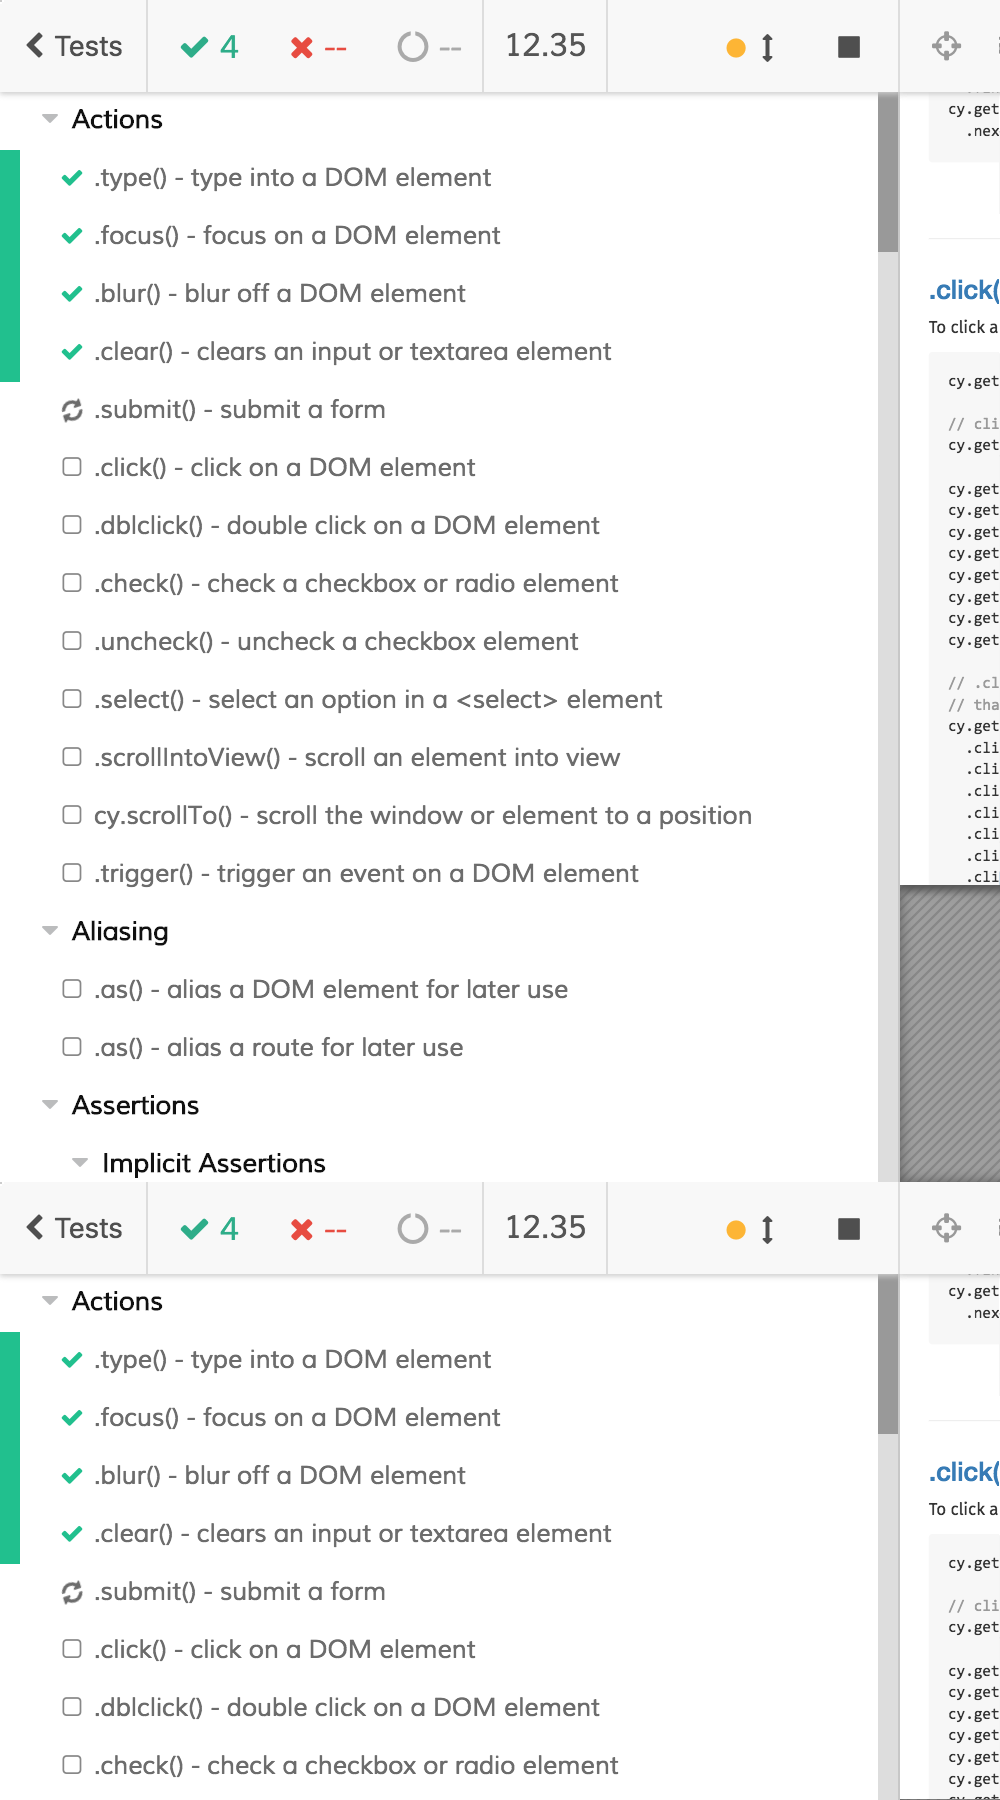 Tests 4 -- -- 12.35
Actions
.type() - type into a DOM element
.focus() - focus on a DOM element
.blur() - blur off a DOM element
.clear() - clears an input or textarea element
.submit() - submit a form
.click() - click on a DOM element
.dblclick() - double click on a DOM element
.check() - check a checkbox or radio element
.uncheck() - uncheck a checkbox element
.select() - select an option in a <select> element
.scrollIntoView() - scroll an element into view
cy.scrollTo() - scroll the window or element to a position
.trigger() - trigger an event on a DOM element
Aliasing
.as() - alias a DOM element for later use
.as() - alias a route for later use
Assertions
Implicit Assertions
cy.get
.nex
.click(
To click a
cy.get
// cli
cy.get
cy.get
cy.get
cy.get
cy.get
cy.get
cy.get
cy.get
cy.get
// .cl
// tha
cy.get
.cli
.cli
.cli
.cli
.cli
.cli
.cli
Tests 4 -- -- 12.35
Actions
.type() - type into a DOM element
.focus() - focus on a DOM element
.blur() - blur off a DOM element
.clear() - clears an input or textarea element
.submit() - submit a form
.click() - click on a DOM element
.dblclick() - double click on a DOM element
.check() - check a checkbox or radio element
cy.get
.nex
.click(
To click a
cy.get
// cli
cy.get
cy.get
cy.get
cy.get
cy.get
cy.get
cy.get